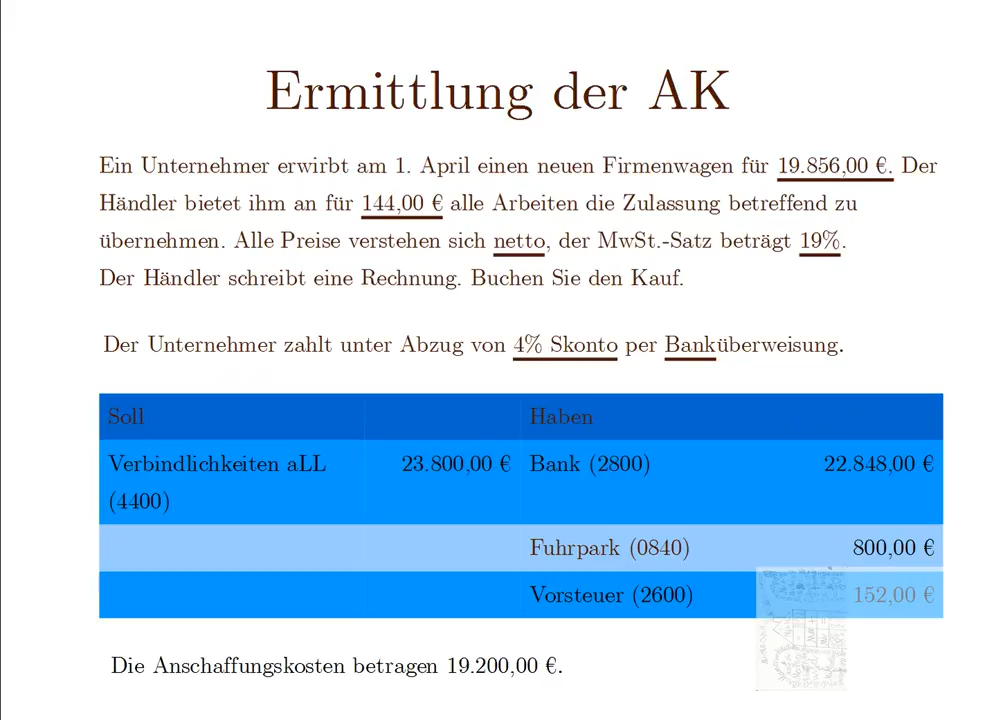 Ermittlung der AK
Ein Unternehmer erwirbt am 1. April einen neuen Firmenwagen für 19.856,00 €. Der
Händler bietet ihm an für 144,00 € alle Arbeiten die Zulassung betreffend zu
übernehmen. Alle Preise verstehen sich netto, der MwSt.-Satz beträgt 19%.
Der Händler schreibt eine Rechnung. Buchen Sie den Kauf.
Der Unternehmer zahlt unter Abzug von 4% Skonto per Banküberweisung.
Soll Haben
Verbindlichkeiten aLL 23.800,00 € Bank (2800) 22.848,00 €
(4400)
Fuhrpark (0840) 800,00 €
Vorsteuer (2600) 152,00 €
Die Anschaffungskosten betragen 19.200,00 €.